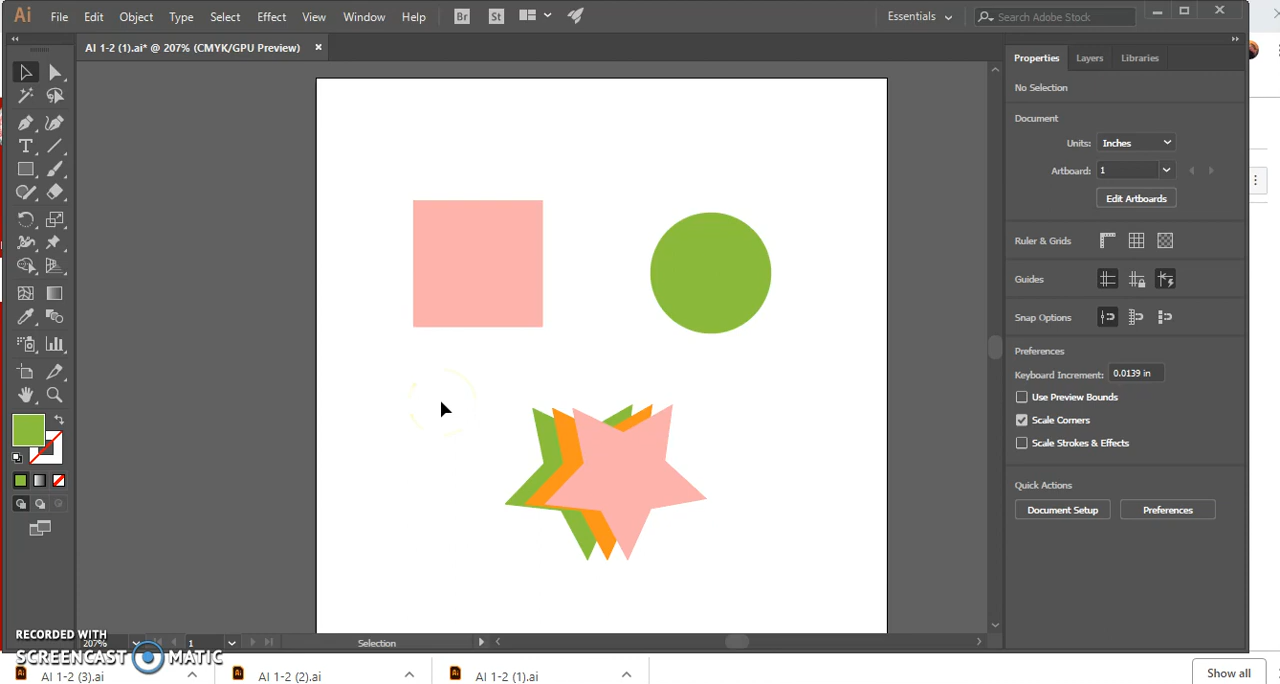 Ai File Edit Object Type Select Effect View Window Help Br St Essentials Search Adobe Stock
AI 1-2 (1).ai* @ 207% (CMYK/GPU Preview) ×
Properties Layers Libraries
No Selection
Document
Units: Inches
Artboard: 1
Edit Artboards
Ruler & Grids
Guides
Snap Options
Preferences
Keyboard Increment: 0.0139 in
Use Preview Bounds
Scale Corners
Scale Strokes & Effects
Quick Actions
Document Setup Preferences
207% 1 Selection
RECORDED WITH
SCREENCAST MATIC
AI 1-2 (3).ai AI 1-2 (2).ai AI 1-2 (1).ai Show all